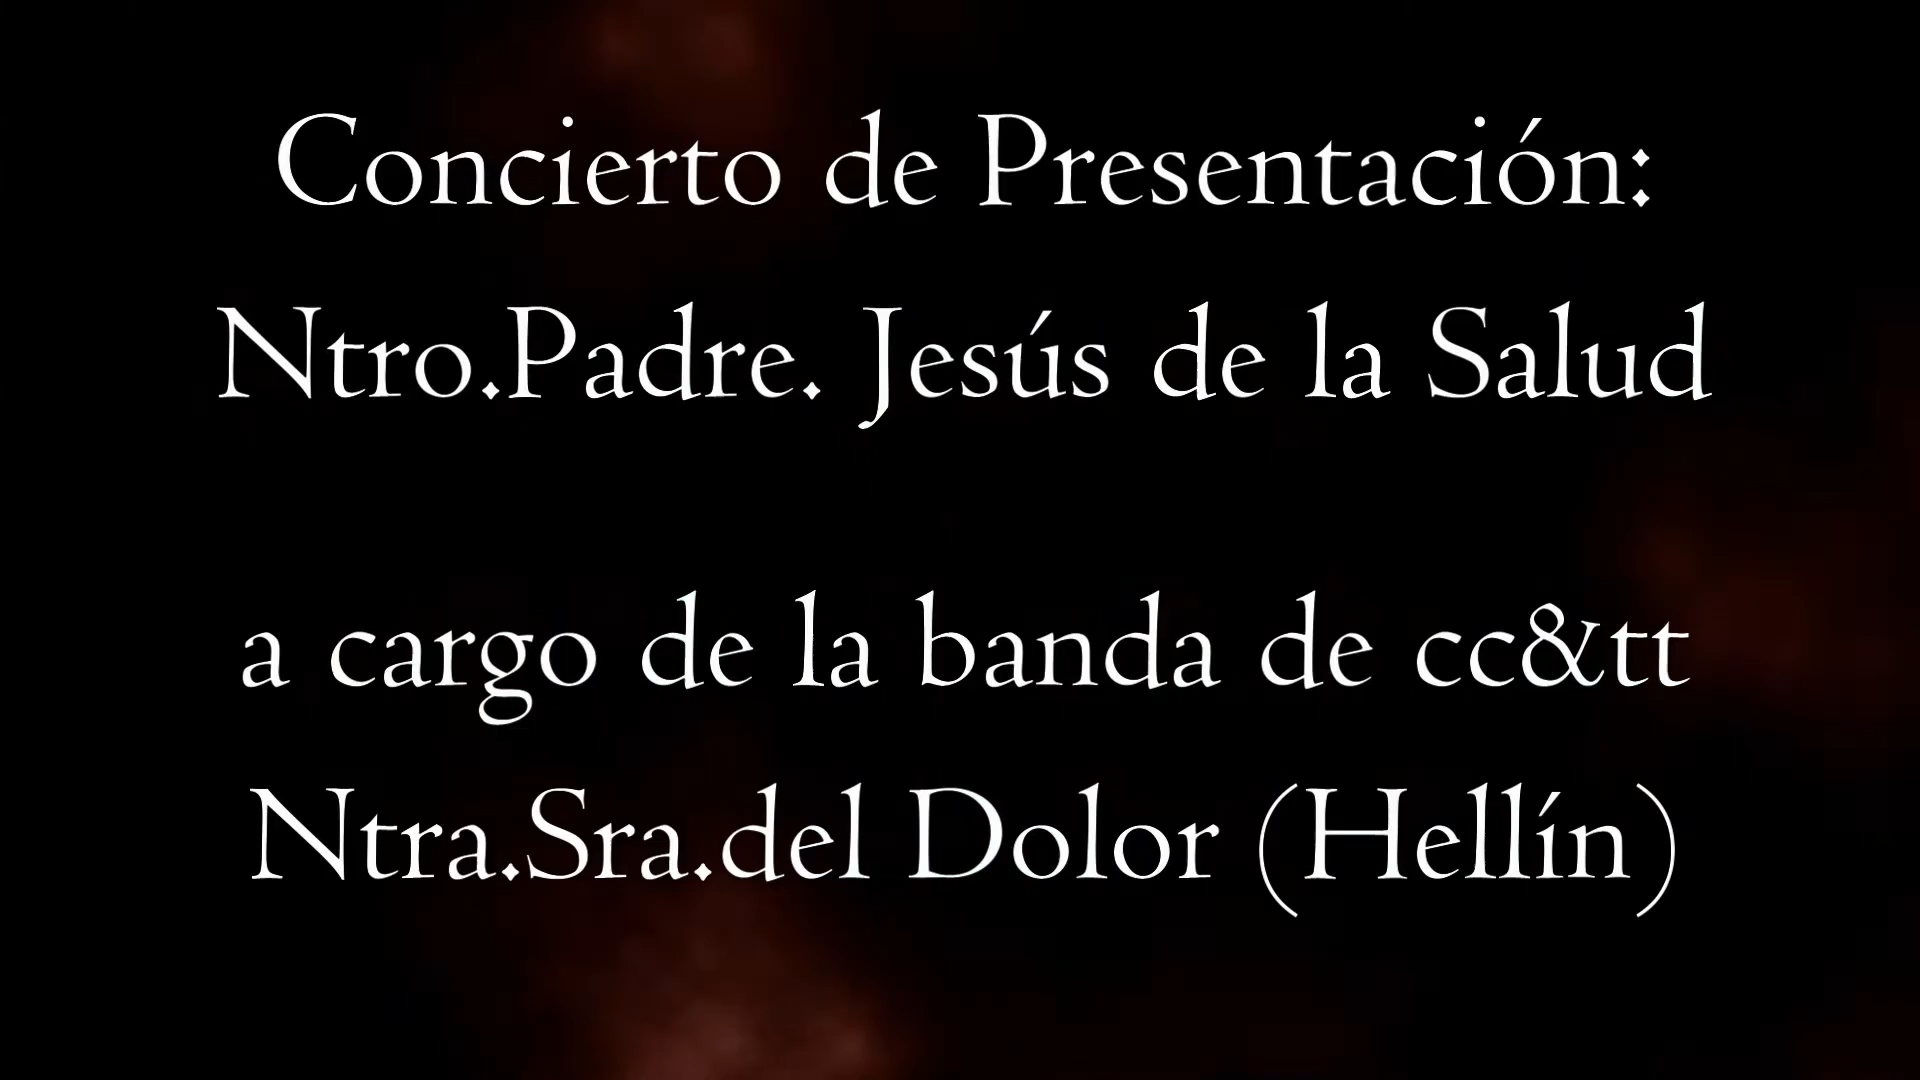 Concierto de Presentación:
Ntro.Padre. Jesús de la Salud
a cargo de la banda de cc&tt
Ntra.Sra.del Dolor (Hellín)